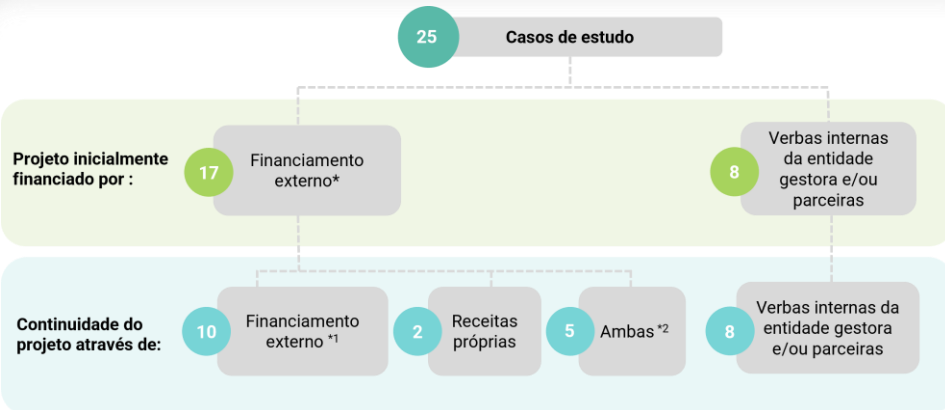 25 Casos de estudo
Projeto inicialmente
financiado por :
17 Financiamento
externo*
8 Verbas internas
da entidade
gestora e/ou
parceiras
Continuidade do
projeto através de:
10 Financiamento
externo *1
2 Receitas
próprias
5 Ambas *2
8 Verbas internas da
entidade gestora
e/ou parceiras